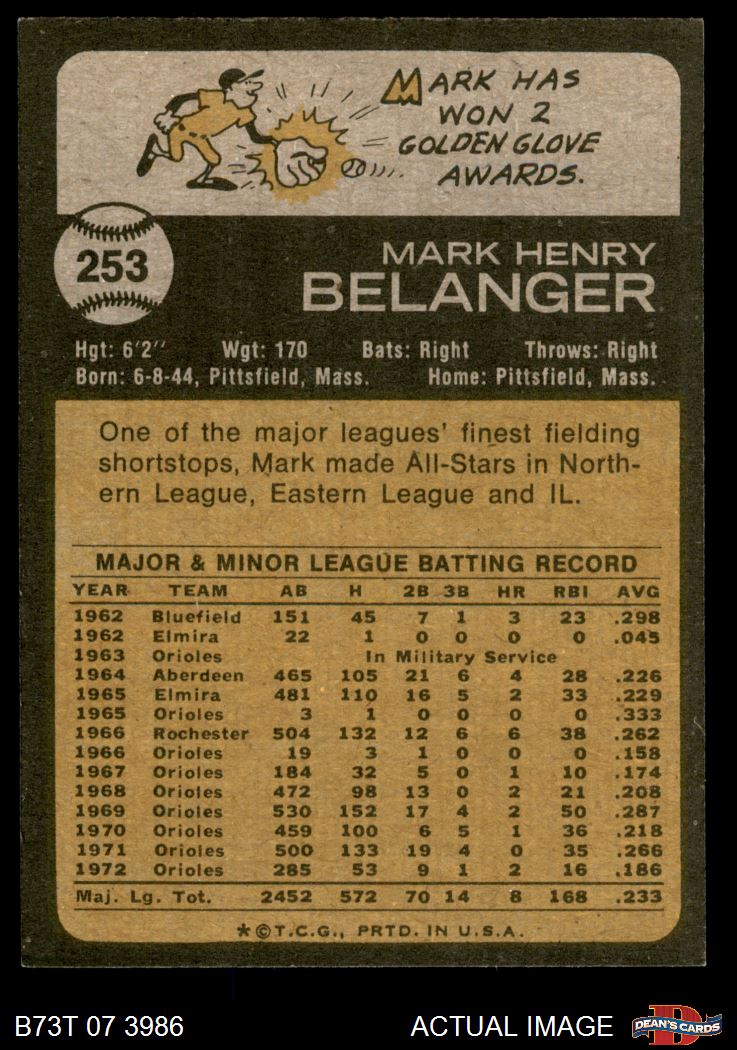 MARK HAS
WON 2
GOLDEN GLOVE
AWARDS.
253
MARK HENRY
BELANGER
Hgt: 6'2" Wgt: 170 Bats: Right Throws: Right
Born: 6-8-44, Pittsfield, Mass. Home: Pittsfield, Mass.
One of the major leagues' finest fielding
shortstops, Mark made All-Stars in North-
ern League, Eastern League and IL.
MAJOR & MINOR LEAGUE BATTING RECORD
YEAR TEAM AB H 2B 3B HR RBI AVG
1962 Bluefield 151 45 7 1 3 23 .298
1962 Elmira 22 1 0 0 0 0 .045
1963 Orioles In Military Service
1964 Aberdeen 465 105 21 6 4 28 .226
1965 Elmira 481 110 16 5 2 33 .229
1965 Orioles 3 1 0 0 0 0 .333
1966 Rochester 504 132 12 6 6 38 .262
1966 Orioles 19 3 1 0 0 0 .158
1967 Orioles 184 32 5 0 1 10 .174
1968 Orioles 472 98 13 0 2 21 .208
1969 Orioles 530 152 17 4 2 50 .287
1970 Orioles 459 100 6 5 1 36 .218
1971 Orioles 500 133 19 4 0 35 .266
1972 Orioles 285 53 9 1 2 16 .186
Maj. Lg. Tot. 2452 572 70 14 8 168 .233
*©T.C.G., PRTD. IN U.S.A.
B73T 07 3986 ACTUAL IMAGE D DEAN'S CARDS